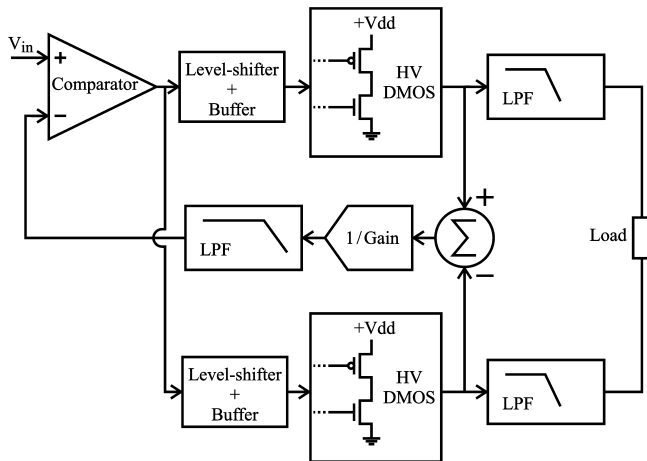 V_in
+
Comparator
−
Level-shifter
+
Buffer
+Vdd
HV
DMOS
LPF
LPF
1/Gain
+
Σ
−
Load
Level-shifter
+
Buffer
+Vdd
HV
DMOS
LPF